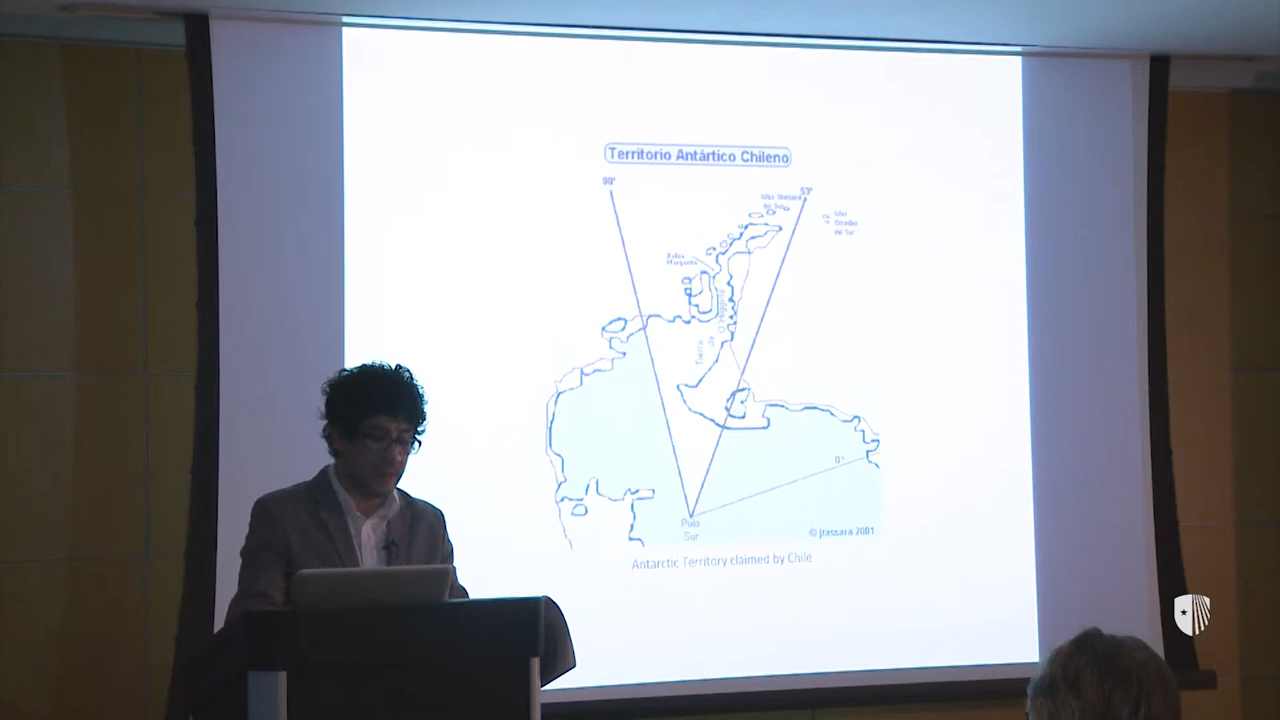 Territorio Antártico Chileno
90°
53°
Islas Shetland
del Sur
Islas
Orcadas
del Sur
Bahía
Margarita
Tierra
de
O'Higgins
0°
Polo
Sur
© jtassara 2001
Antarctic Territory claimed by Chile